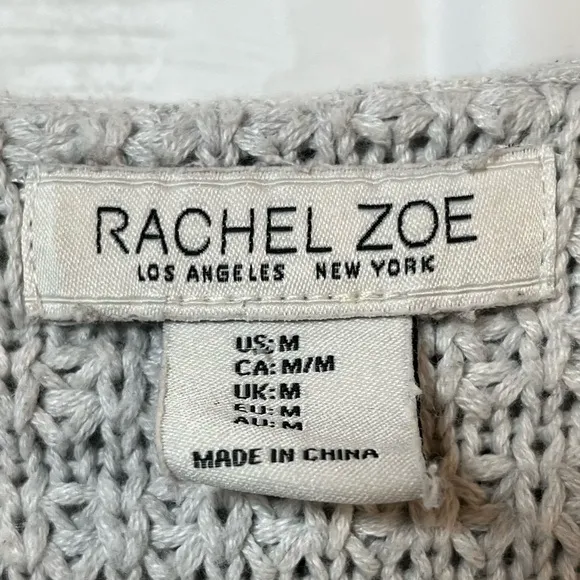 RACHEL ZOE
LOS ANGELES NEW YORK
US: M
CA: M/M
UK: M
EU: M
AU: M
MADE IN CHINA